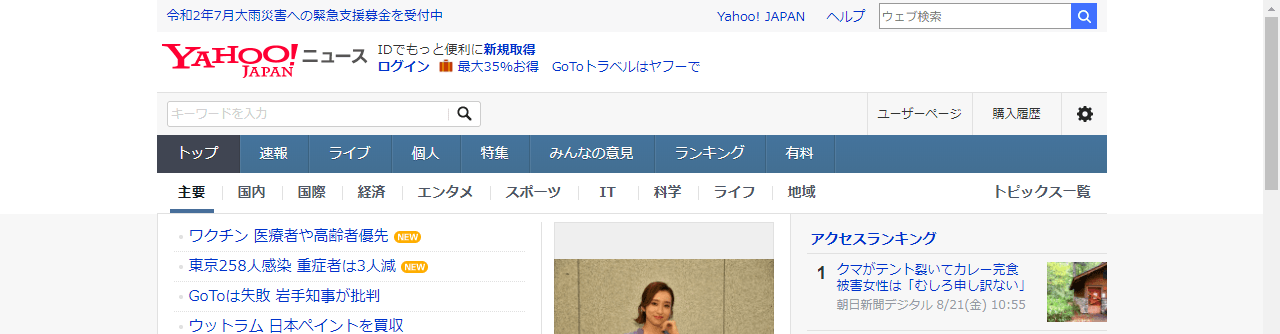 令和2年7月大雨災害への緊急支援募金を受付中
Yahoo! JAPAN ヘルプ ウェブ検索
YAHOO! JAPAN ニュース
IDでもっと便利に新規取得
ログイン 最大35%お得 GoToトラベルはヤフーで
キーワードを入力
ユーザーページ 購入履歴
トップ 速報 ライブ 個人 特集 みんなの意見 ランキング 有料
主要 国内 国際 経済 エンタメ スポーツ IT 科学 ライフ 地域 トピックス一覧
ワクチン 医療者や高齢者優先 NEW
東京258人感染 重症者は3人減 NEW
GoToは失敗 岩手知事が批判
ウットラム 日本ペイントを買収
アクセスランキング
1 クマがテント裂いてカレー完食
被害女性は「むしろ申し訳ない」
朝日新聞デジタル 8/21(金) 10:55